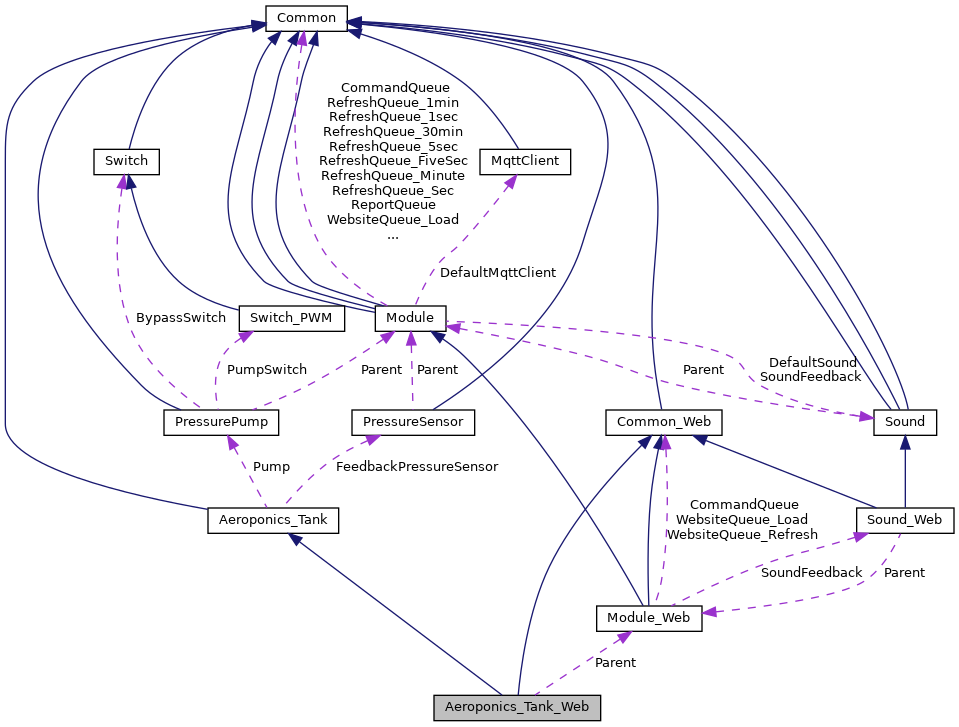 Common
CommandQueue
RefreshQueue_1min
RefreshQueue_1sec
RefreshQueue_30min
RefreshQueue_5sec
RefreshQueue_FiveSec
RefreshQueue_Minute
RefreshQueue_Sec
ReportQueue
WebsiteQueue_Load
...
Switch
MqttClient
DefaultMqttClient
BypassSwitch
Switch_PWM
Module
PumpSwitch
Parent
Parent
Parent
DefaultSound
SoundFeedback
PressurePump
PressureSensor
Common_Web
Sound
Pump
FeedbackPressureSensor
CommandQueue
WebsiteQueue_Load
WebsiteQueue_Refresh
Aeroponics_Tank
Sound_Web
SoundFeedback
Parent
Module_Web
Parent
Aeroponics_Tank_Web